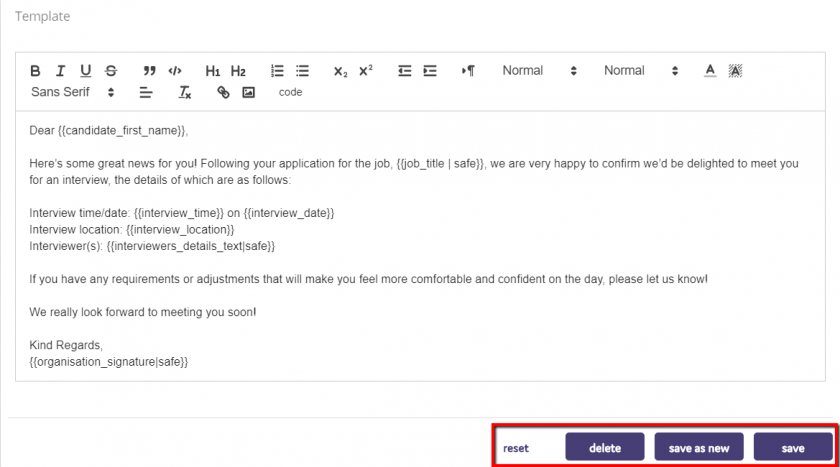 Template
B I U S ” </> H1 H2 X₂ X² ¶ Normal Normal A A
Sans Serif Tx code
Dear {{candidate_first_name}},
Here's some great news for you! Following your application for the job, {{job_title | safe}}, we are very happy to confirm we'd be delighted to meet you
for an interview, the details of which are as follows:
Interview time/date: {{interview_time}} on {{interview_date}}
Interview location: {{interview_location}}
Interviewer(s): {{interviewers_details_text|safe}}
If you have any requirements or adjustments that will make you feel more comfortable and confident on the day, please let us know!
We really look forward to meeting you soon!
Kind Regards,
{{organisation_signature|safe}}
reset delete save as new save